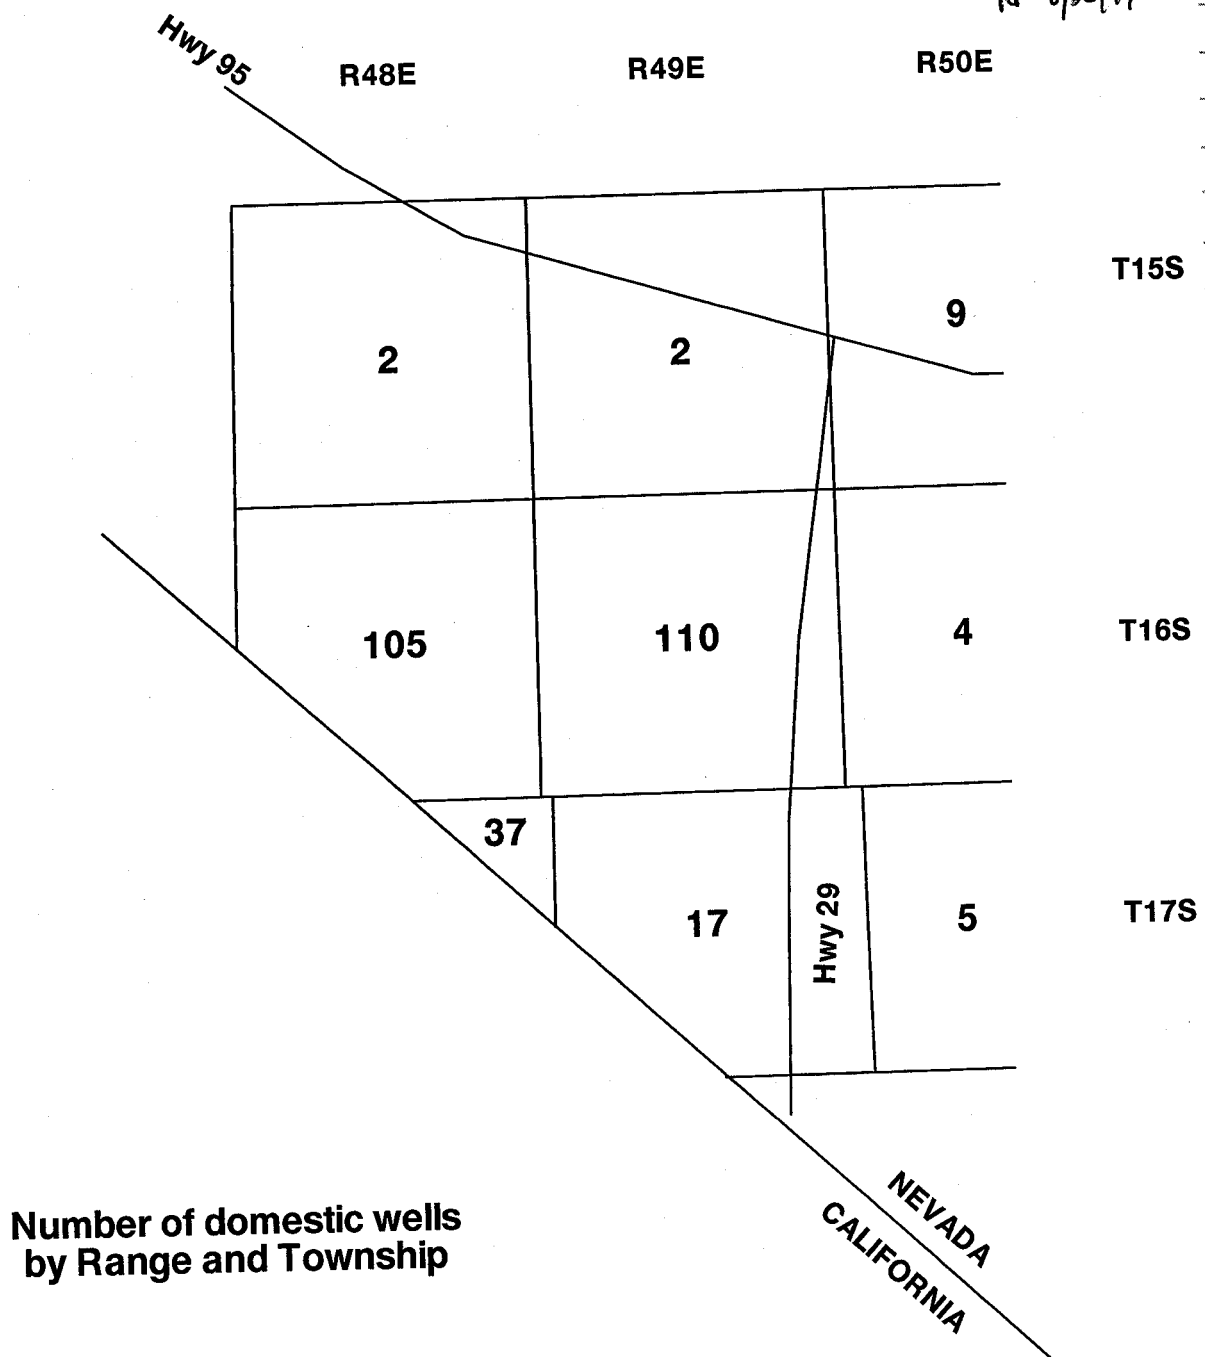 Hwy 95
R48E
R49E
R50E
T15S
2
2
9
T16S
105
110
4
37
17
Hwy 29
5
T17S
NEVADA
CALIFORNIA
Number of domestic wells
by Range and Township